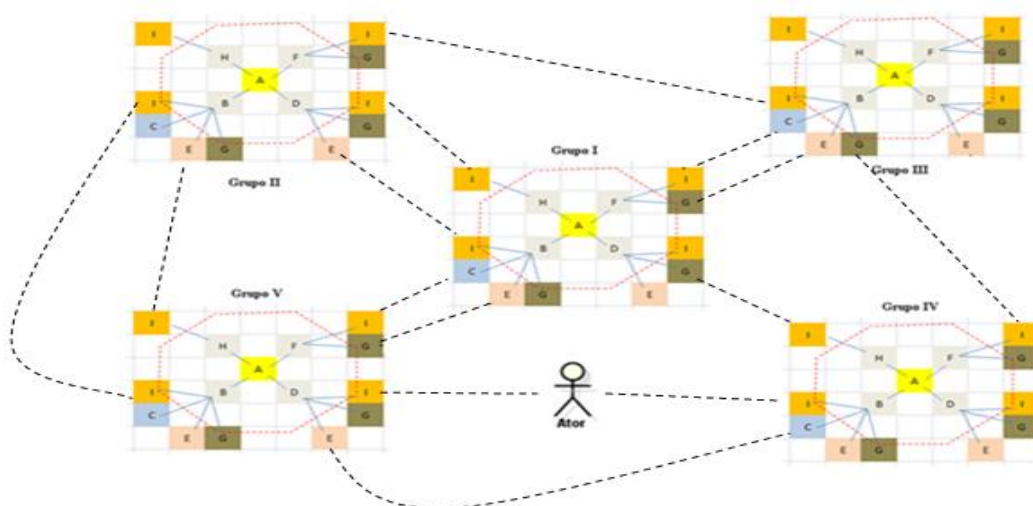 I I
H F G
A
I B D I
C G
E G E
Grupo II
I I
H F G
A
I B D I
C G
E G E
Grupo III
Grupo I
I I
H F G
A
I B D I
C G
E G E
Grupo V
I I
H F G
A
I B D I
C G
E G E
Ator
Grupo IV
I I
H F G
A
I B D I
C G
E G E